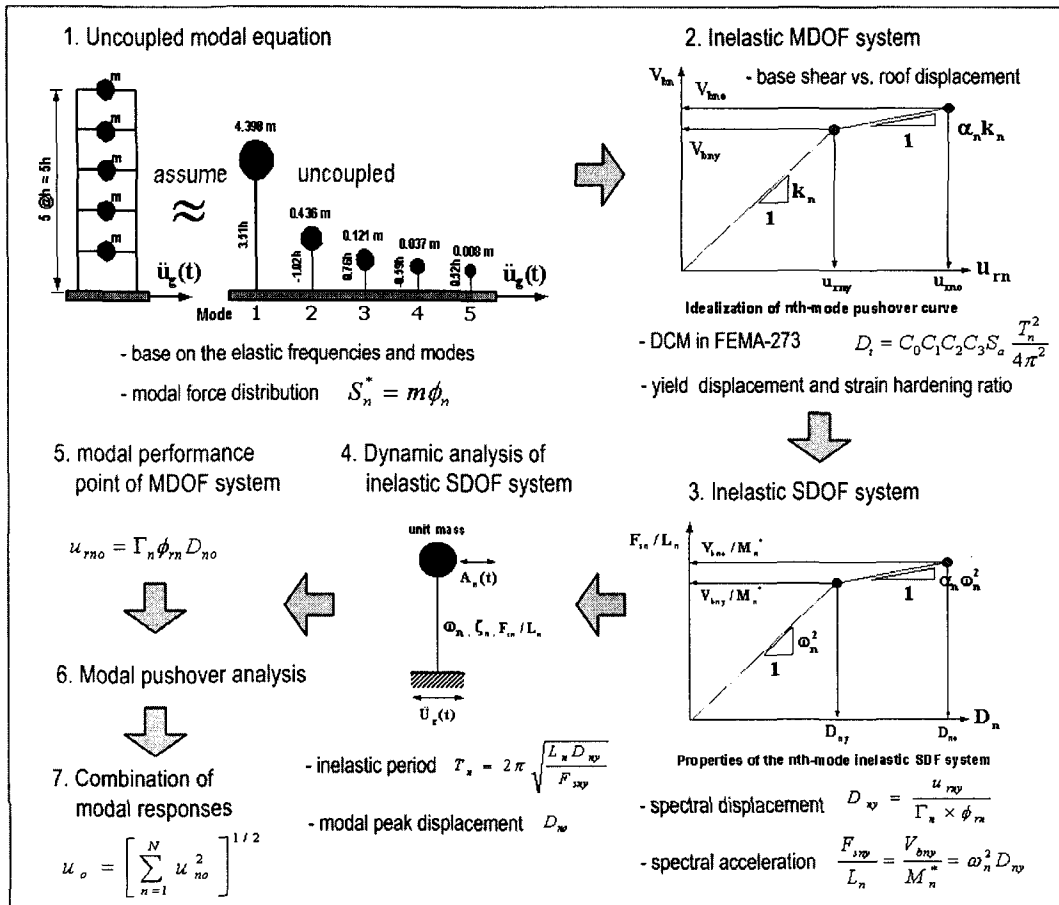 1. Uncoupled modal equation
m
m
m
m
m
5 @h = 5h
assume
≈
uncoupled
4.398 m
0.436 m
0.121 m
0.037 m
0.008 m
3.51h
-1.02h
0.76h
-0.59h
0.52h
ü_g(t)
ü_g(t)
Mode 1 2 3 4 5
- base on the elastic frequencies and modes
- modal force distribution S_n^* = mϕ_n
2. Inelastic MDOF system
- base shear vs. roof displacement
V_bn
V_bno
V_bny
α_n k_n
1
k_n
1
u_rny
u_rno
u_rn
Idealization of nth-mode pushover curve
- DCM in FEMA-273 D_t = C_0 C_1 C_2 C_3 S_a T_n^2 / 4π^2
- yield displacement and strain hardening ratio
3. Inelastic SDOF system
F_sn / L_n
V_bno / M_n^*
V_bny / M_n^*
α_n ω_n^2
1
ω_n^2
1
D_ny
D_no
D_n
Properties of the nth-mode inelastic SDF system
- spectral displacement D_ny = u_rny / Γ_n × ϕ_rn
- spectral acceleration F_sny / L_n = V_bny / M_n^* = ω_n^2 D_ny
4. Dynamic analysis of
inelastic SDOF system
unit mass
A_n(t)
ω_n, ζ_n, F_sn / L_n
Ü_g(t)
- inelastic period T_n = 2π √(L_n D_ny / F_sny)
- modal peak displacement D_no
5. modal performance
point of MDOF system
u_rno = Γ_n ϕ_rn D_no
6. Modal pushover analysis
7. Combination of
modal responses
u_o = [ ∑_{n=1}^{N} u_no^2 ]^{1/2}